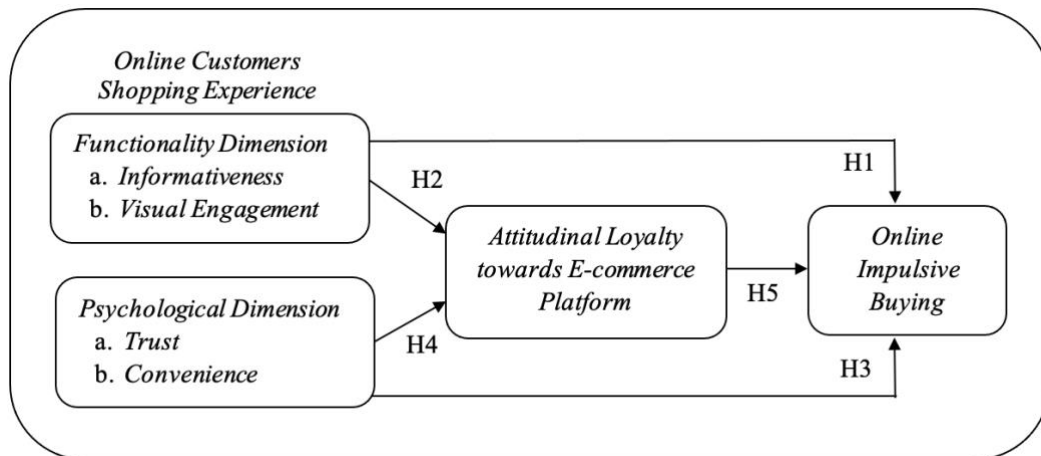 Online Customers
Shopping Experience
Functionality Dimension
a. Informativeness
b. Visual Engagement
H1
H2
Attitudinal Loyalty
towards E-commerce
Platform
Online
Impulsive
Buying
H5
Psychological Dimension
a. Trust
b. Convenience
H4
H3